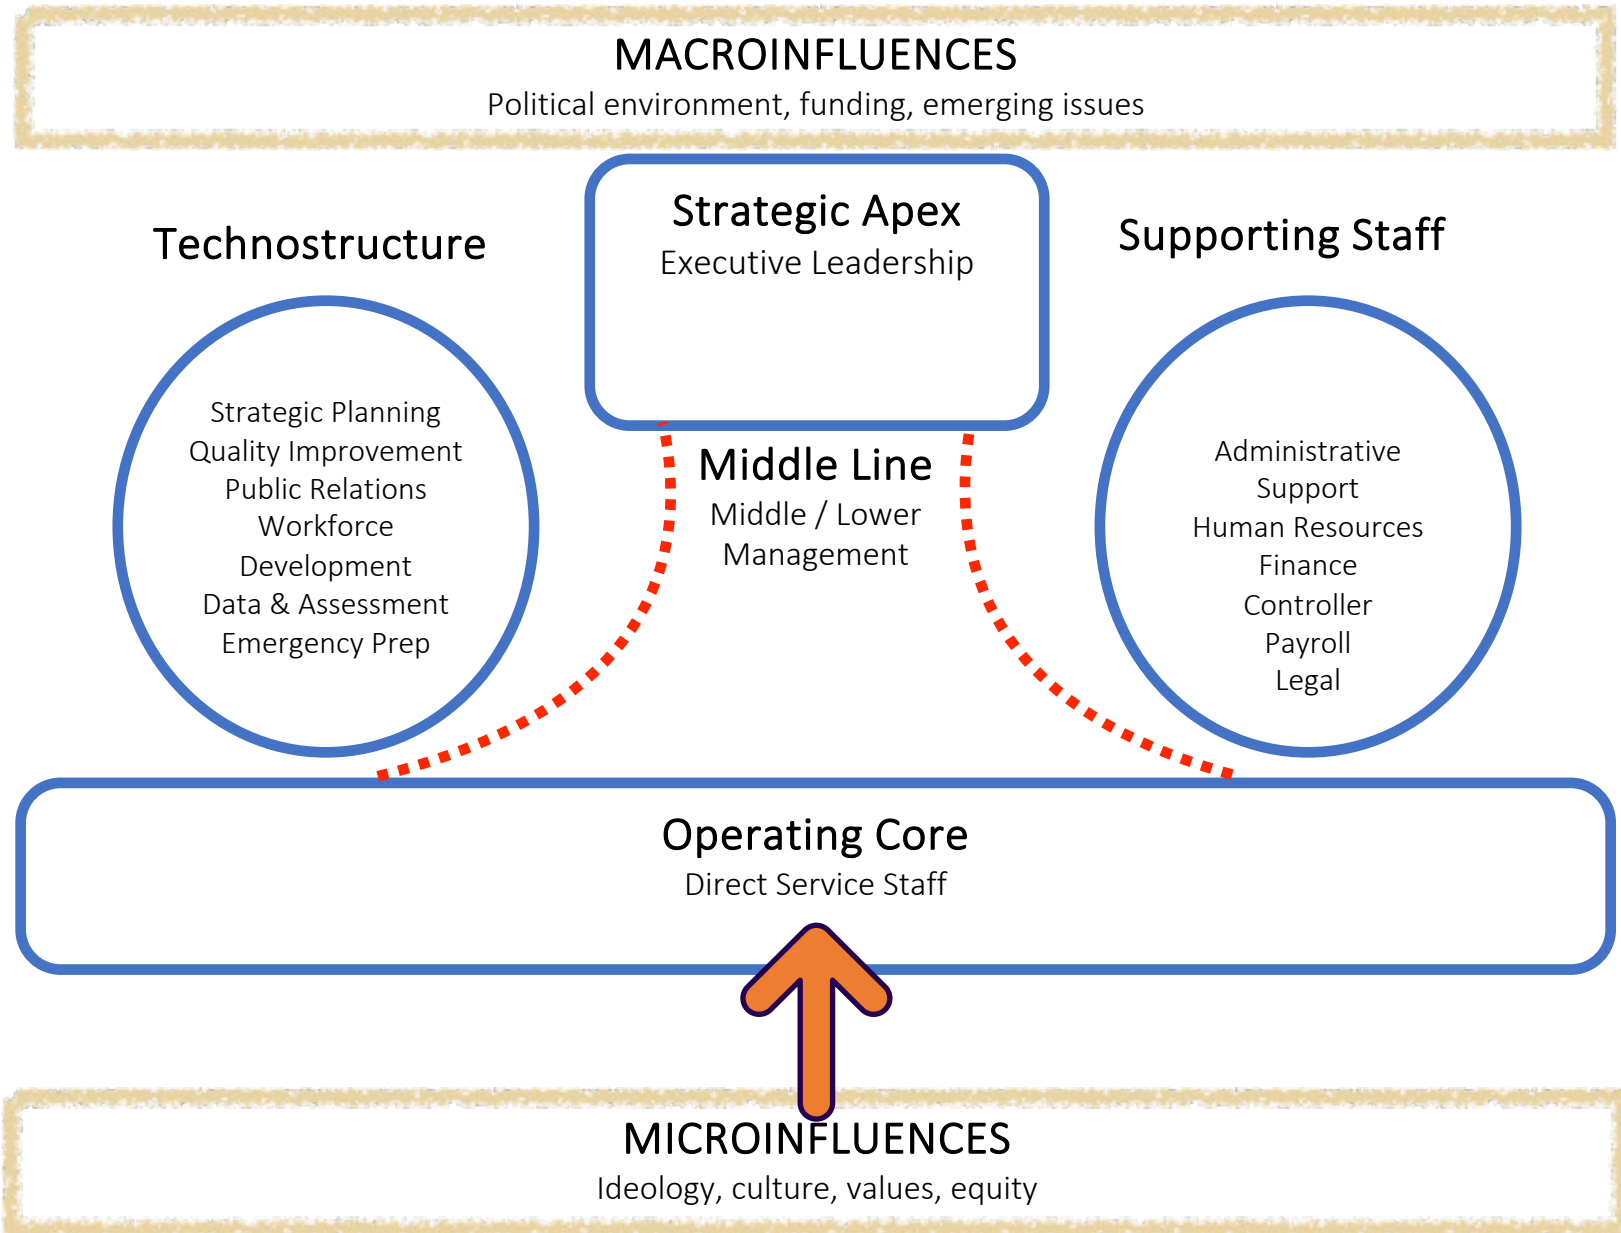 MACROINFLUENCES
Political environment, funding, emerging issues
Strategic Apex
Executive Leadership
Technostructure
Strategic Planning
Quality Improvement
Public Relations
Workforce
Development
Data & Assessment
Emergency Prep
Middle Line
Middle / Lower
Management
Supporting Staff
Administrative
Support
Human Resources
Finance
Controller
Payroll
Legal
Operating Core
Direct Service Staff
MICROINFLUENCES
Ideology, culture, values, equity